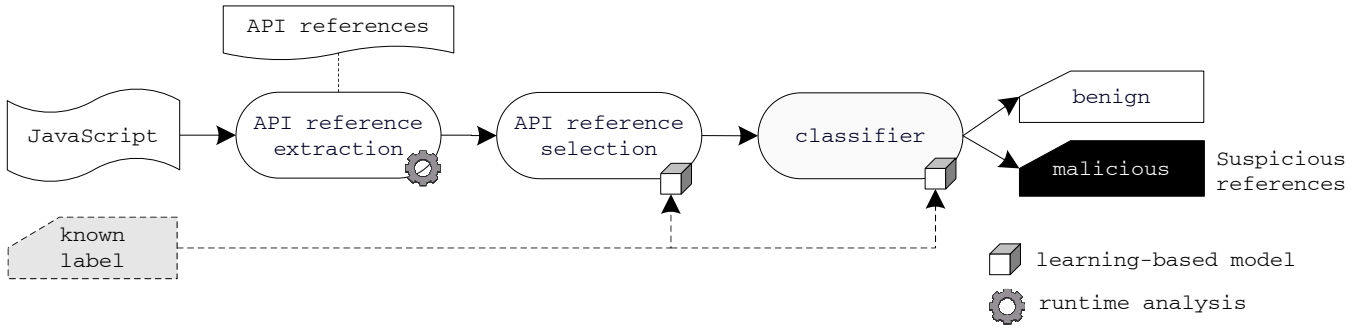 API references
JavaScript
API reference
extraction
API reference
selection
classifier
benign
malicious
Suspicious
references
known
label
learning-based model
runtime analysis